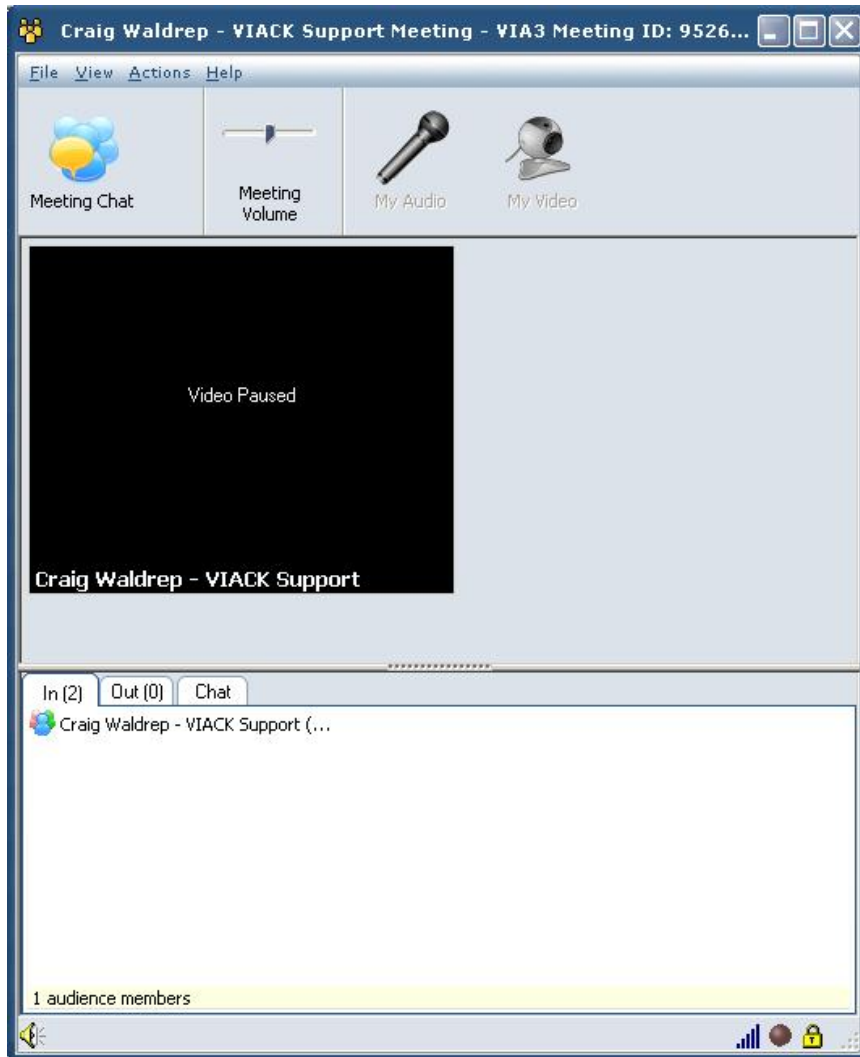 Craig Waldrep - VIACK Support Meeting - VIA3 Meeting ID: 9526...
File View Actions Help
Meeting Chat
Meeting
Volume
My Audio
My Video
Video Paused
Craig Waldrep - VIACK Support
In (2) Out (0) Chat
Craig Waldrep - VIACK Support (...
1 audience members